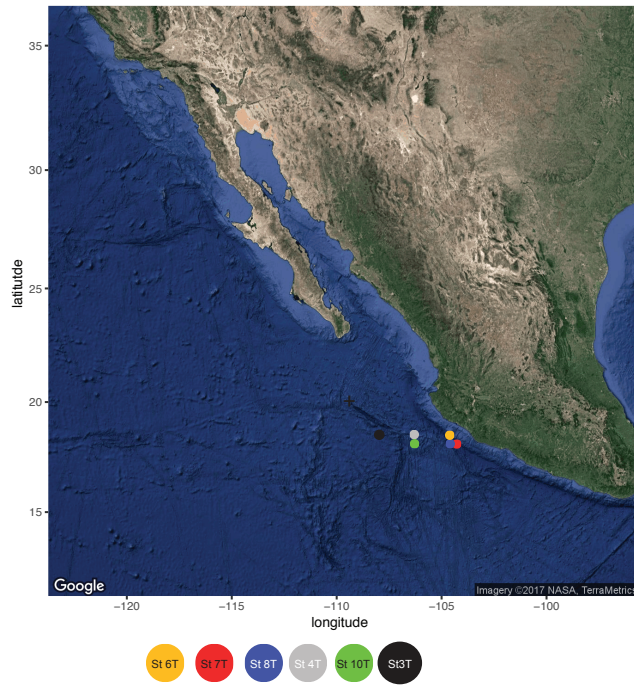 35
30
25
20
15
latitutde
Google
Imagery ©2017 NASA, TerraMetrics
−120
−115
−110
−105
−100
longitude
St 6T
St 7T
St 8T
St 4T
St 10T
St3T